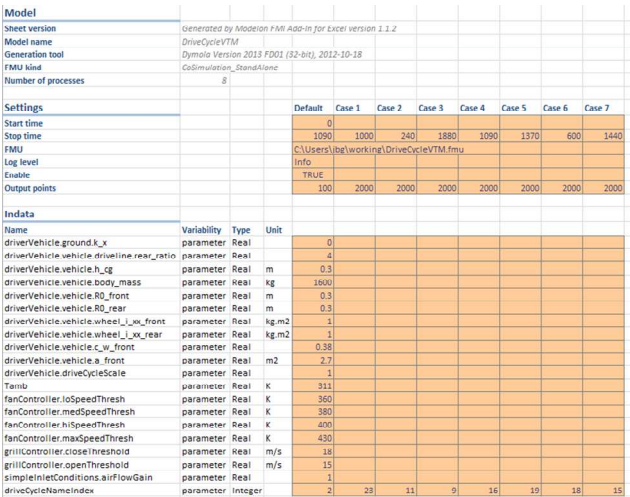 Model
Sheet version Generated by Modelon FMI Add-in for Excel version 1.1.2
Model name DriveCycleVTM
Generation tool Dymola Version 2013 FD01 (32-bit), 2012-10-18
FMU kind CoSimulation_StandAlone
Number of processes 8
Settings Default Case 1 Case 2 Case 3 Case 4 Case 5 Case 6 Case 7
Start time 0
Stop time 1090 1000 240 1880 1090 1370 600 1440
FMU C:\Users\jbg\working\DriveCycleVTM.fmu
Log level Info
Enable TRUE
Output points 100 2000 2000 2000 2000 2000 2000 2000
Indata
Name Variability Type Unit
driverVehicle.ground.k_x parameter Real 0
driverVehicle.vehicle.driveline.rear_ratio parameter Real 4
driverVehicle.vehicle.h_cg parameter Real m 0.3
driverVehicle.vehicle.body_mass parameter Real kg 1600
driverVehicle.vehicle.R0_front parameter Real m 0.3
driverVehicle.vehicle.R0_rear parameter Real m 0.3
driverVehicle.vehicle.wheel_i_xx_front parameter Real kg.m2 1
driverVehicle.vehicle.wheel_i_xx_rear parameter Real kg.m2 1
driverVehicle.vehicle.c_w_front parameter Real 0.38
driverVehicle.vehicle.a_front parameter Real m2 2.7
driverVehicle.driveCycleScale parameter Real 1
Tamb parameter Real K 311
fanController.loSpeedThresh parameter Real K 360
fanController.medSpeedThresh parameter Real K 380
fanController.hiSpeedThresh parameter Real K 400
fanController.maxSpeedThresh parameter Real K 430
grillController.closeThreshold parameter Real m/s 18
grillController.openThreshold parameter Real m/s 15
simpleInletConditions.airFlowGain parameter Real 1
driveCycleNameIndex parameter Integer 2 23 11 9 16 19 18 15